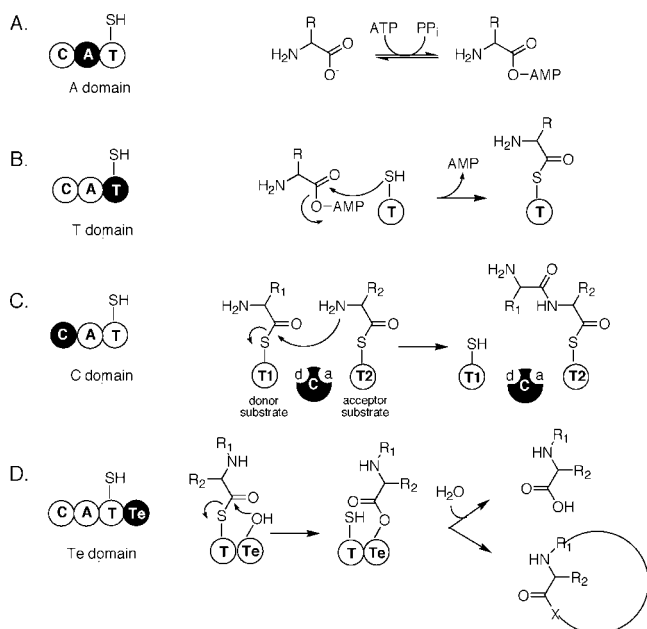 A.
SH
C A T
A domain
R
H₂N
O
O⁻
ATP PPᵢ
R
H₂N
O
O–AMP
B.
SH
C A T
T domain
R
H₂N
O
O–AMP
SH
T
AMP
R
H₂N
O
S
T
C.
SH
C A T
C domain
R₁
H₂N
O
S
T1
donor
substrate
d C a
R₂
H₂N
O
S
T2
acceptor
substrate
SH
T1
d C a
H₂N
O
R₁
HN
R₂
O
S
T2
D.
SH
C A T Te
Te domain
R₁
NH
R₂
O
S
OH
T Te
R₁
HN
R₂
O
O
SH
T Te
H₂O
R₁
HN
R₂
O
OH
R₁
HN
R₂
O
X